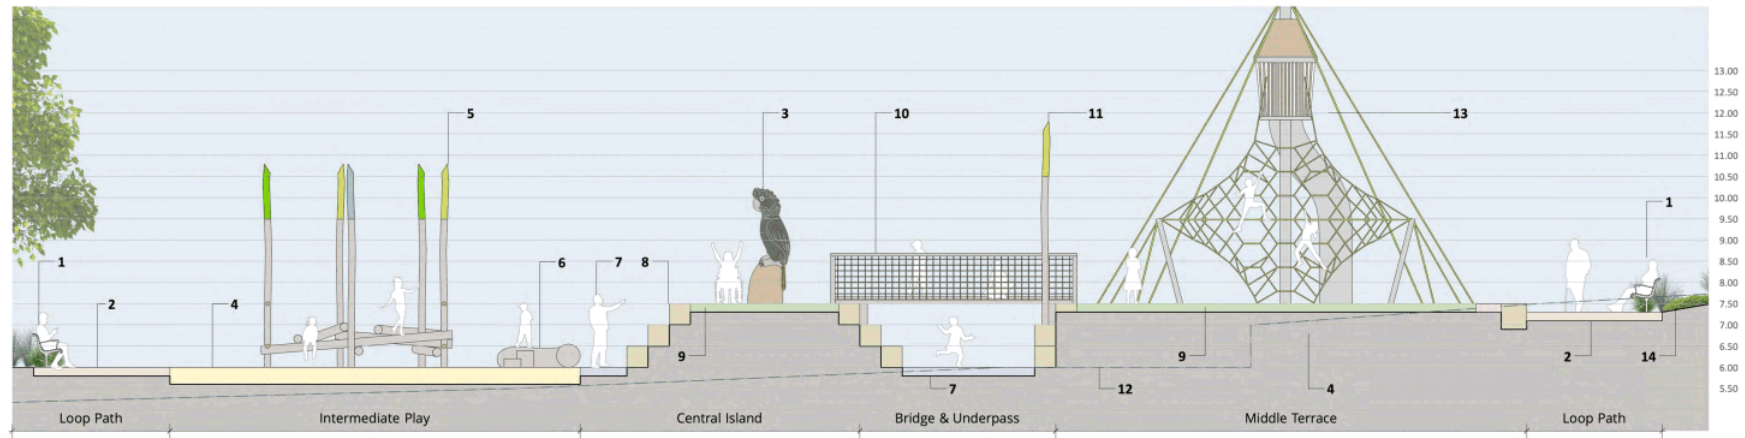 13.00
12.50
5 3 10 11 13 12.00
11.50
11.00
10.50
10.00
1 9.50
9.00
1 6 7 8 8.50
8.00
2 4 7.50
7.00
9 9 2 14 6.50
6.00
7 12 4 5.50
Loop Path Intermediate Play Central Island Bridge & Underpass Middle Terrace Loop Path